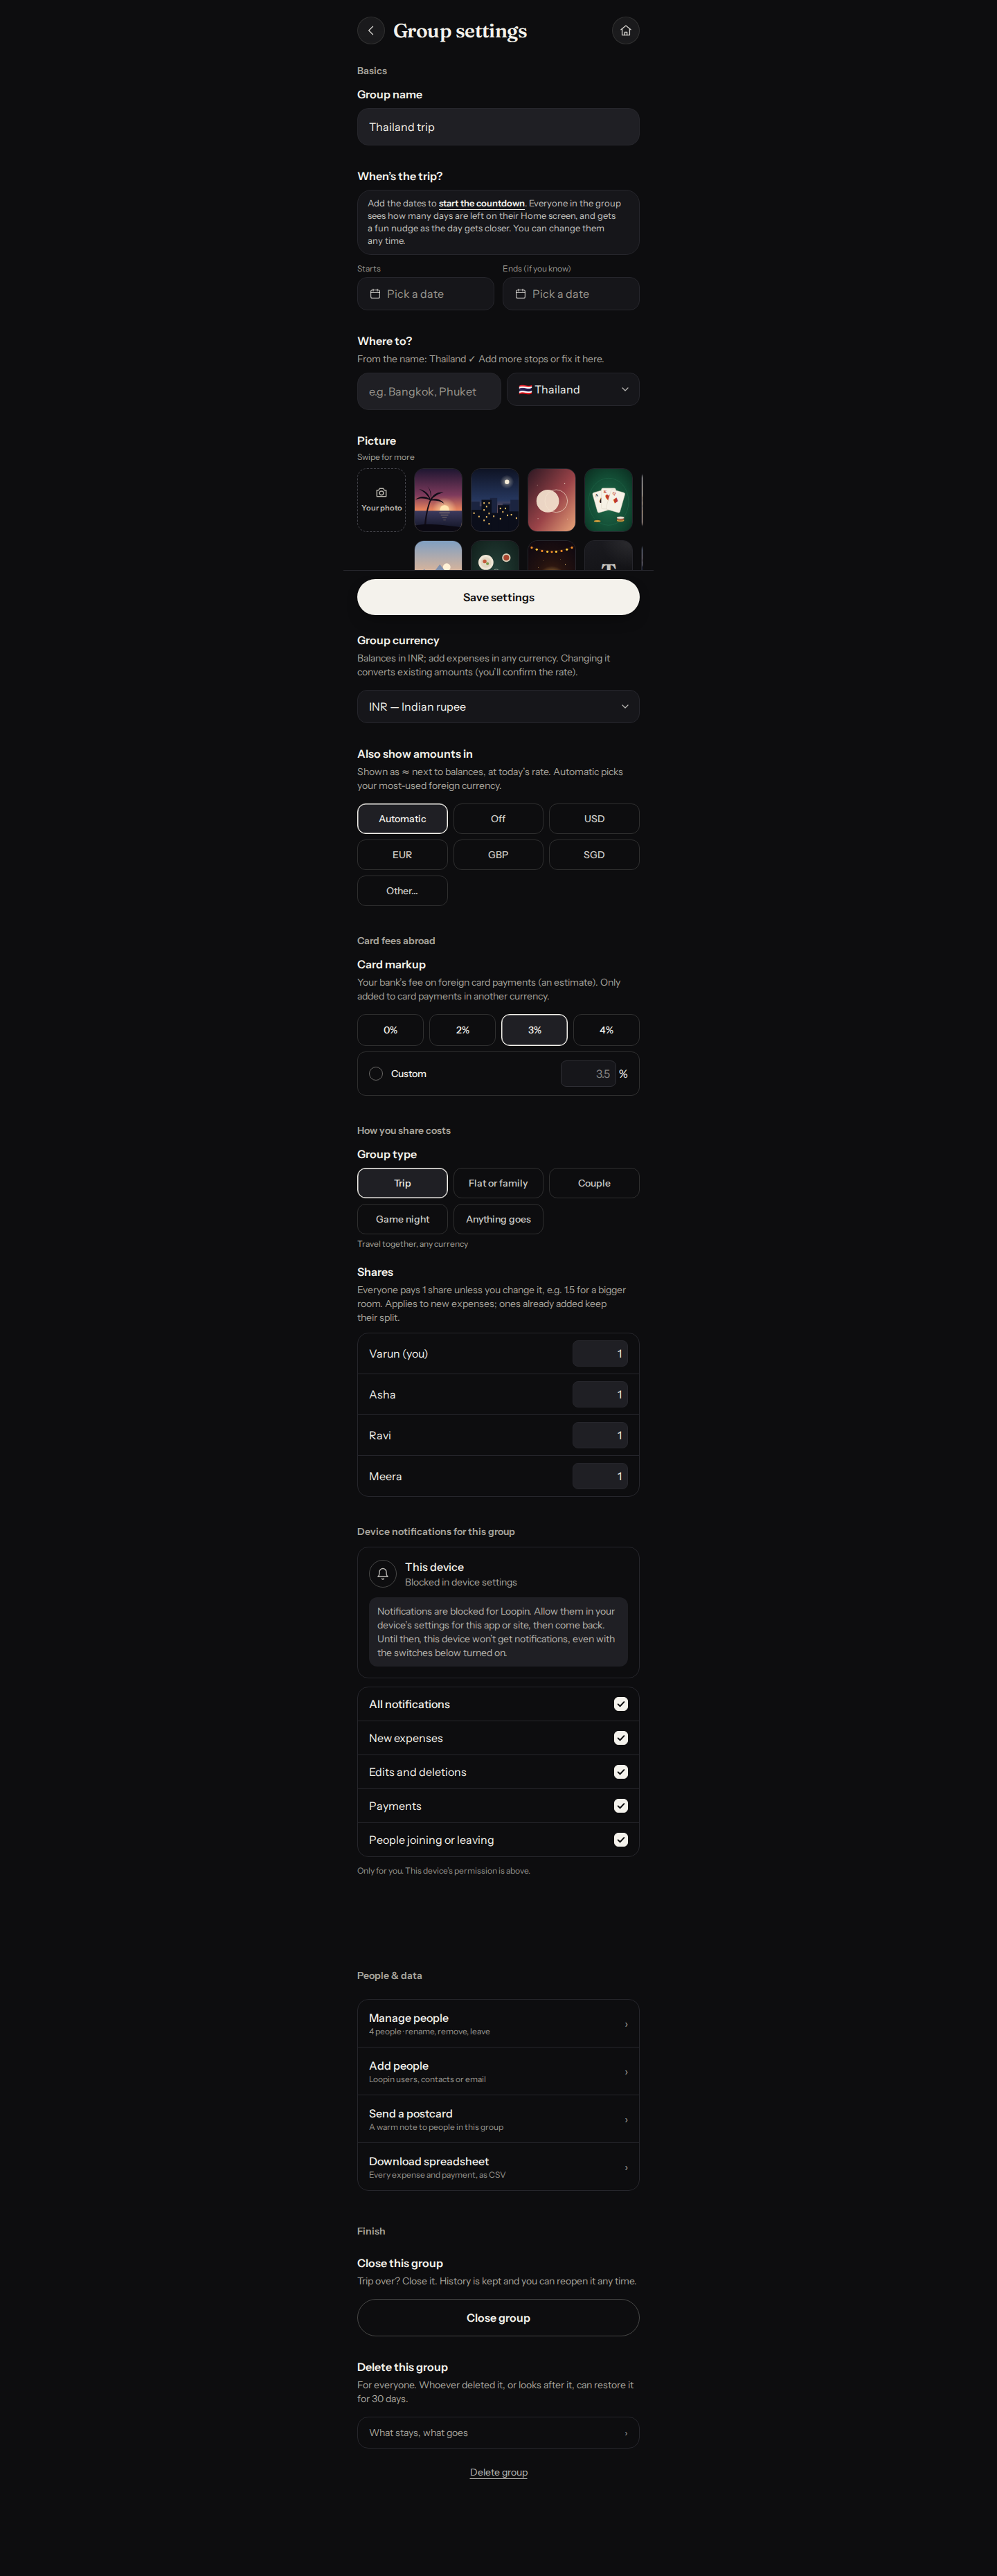 Group settings
Basics
Group name
Thailand trip
When's the trip?
Add the dates to start the countdown. Everyone in the group
sees how many days are left on their Home screen, and gets
a fun nudge as the day gets closer. You can change them
any time.
Starts
Ends (if you know)
Pick a date
Pick a date
Where to?
From the name: Thailand ✓ Add more stops or fix it here.
e.g. Bangkok, Phuket
🇹🇭 Thailand
Picture
Swipe for more
Your photo
Save settings
Group currency
Balances in INR; add expenses in any currency. Changing it
converts existing amounts (you'll confirm the rate).
INR — Indian rupee
Also show amounts in
Shown as ≈ next to balances, at today's rate. Automatic picks
your most-used foreign currency.
Automatic
Off
USD
EUR
GBP
SGD
Other…
Card fees abroad
Card markup
Your bank's fee on foreign card payments (an estimate). Only
added to card payments in another currency.
0%
2%
3%
4%
Custom
3.5 %
How you share costs
Group type
Trip
Flat or family
Couple
Game night
Anything goes
Travel together, any currency
Shares
Everyone pays 1 share unless you change it, e.g. 1.5 for a bigger
room. Applies to new expenses; ones already added keep
their split.
Varun (you) 1
Asha 1
Ravi 1
Meera 1
Device notifications for this group
This device
Blocked in device settings
Notifications are blocked for Loopin. Allow them in your
device's settings for this app or site, then come back.
Until then, this device won't get notifications, even with
the switches below turned on.
All notifications
New expenses
Edits and deletions
Payments
People joining or leaving
Only for you. This device's permission is above.
People & data
Manage people
4 people · rename, remove, leave
Add people
Loopin users, contacts or email
Send a postcard
A warm note to people in this group
Download spreadsheet
Every expense and payment, as CSV
Finish
Close this group
Trip over? Close it. History is kept and you can reopen it any time.
Close group
Delete this group
For everyone. Whoever deleted it, or looks after it, can restore it
for 30 days.
What stays, what goes
Delete group